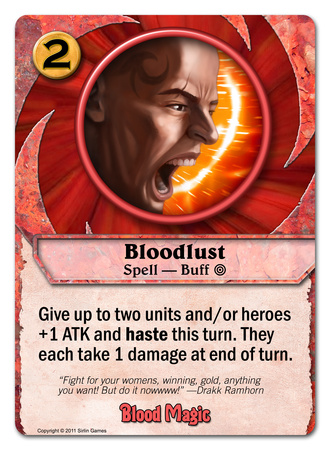 2
Bloodlust
Spell — Buff ◎
Give up to two units and/or heroes
+1 ATK and haste this turn. They
each take 1 damage at end of turn.
“Fight for your womens, winning, gold, anything
you want! But do it nowwww!” —Drakk Ramhorn
Blood Magic
Copyright © 2011 Sirlin Games